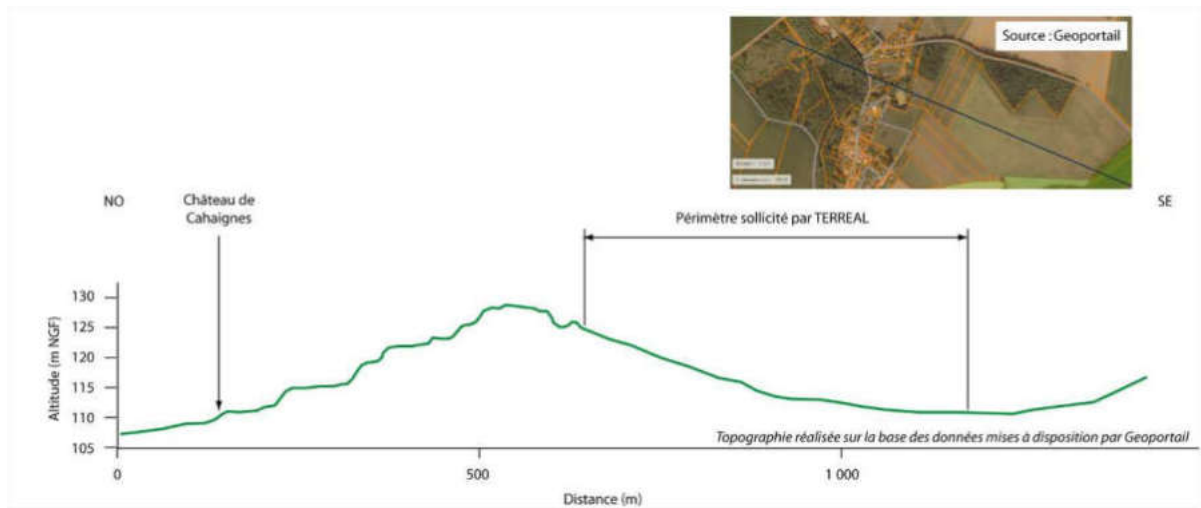 Source : Geoportail
NO
Château de
Cahaignes
Périmètre sollicité par TERREAL
SE
Altitude (m NGF)
130
125
120
115
110
105
Topographie réalisée sur la base des données mises à disposition par Geoportail
0
500
1 000
Distance (m)